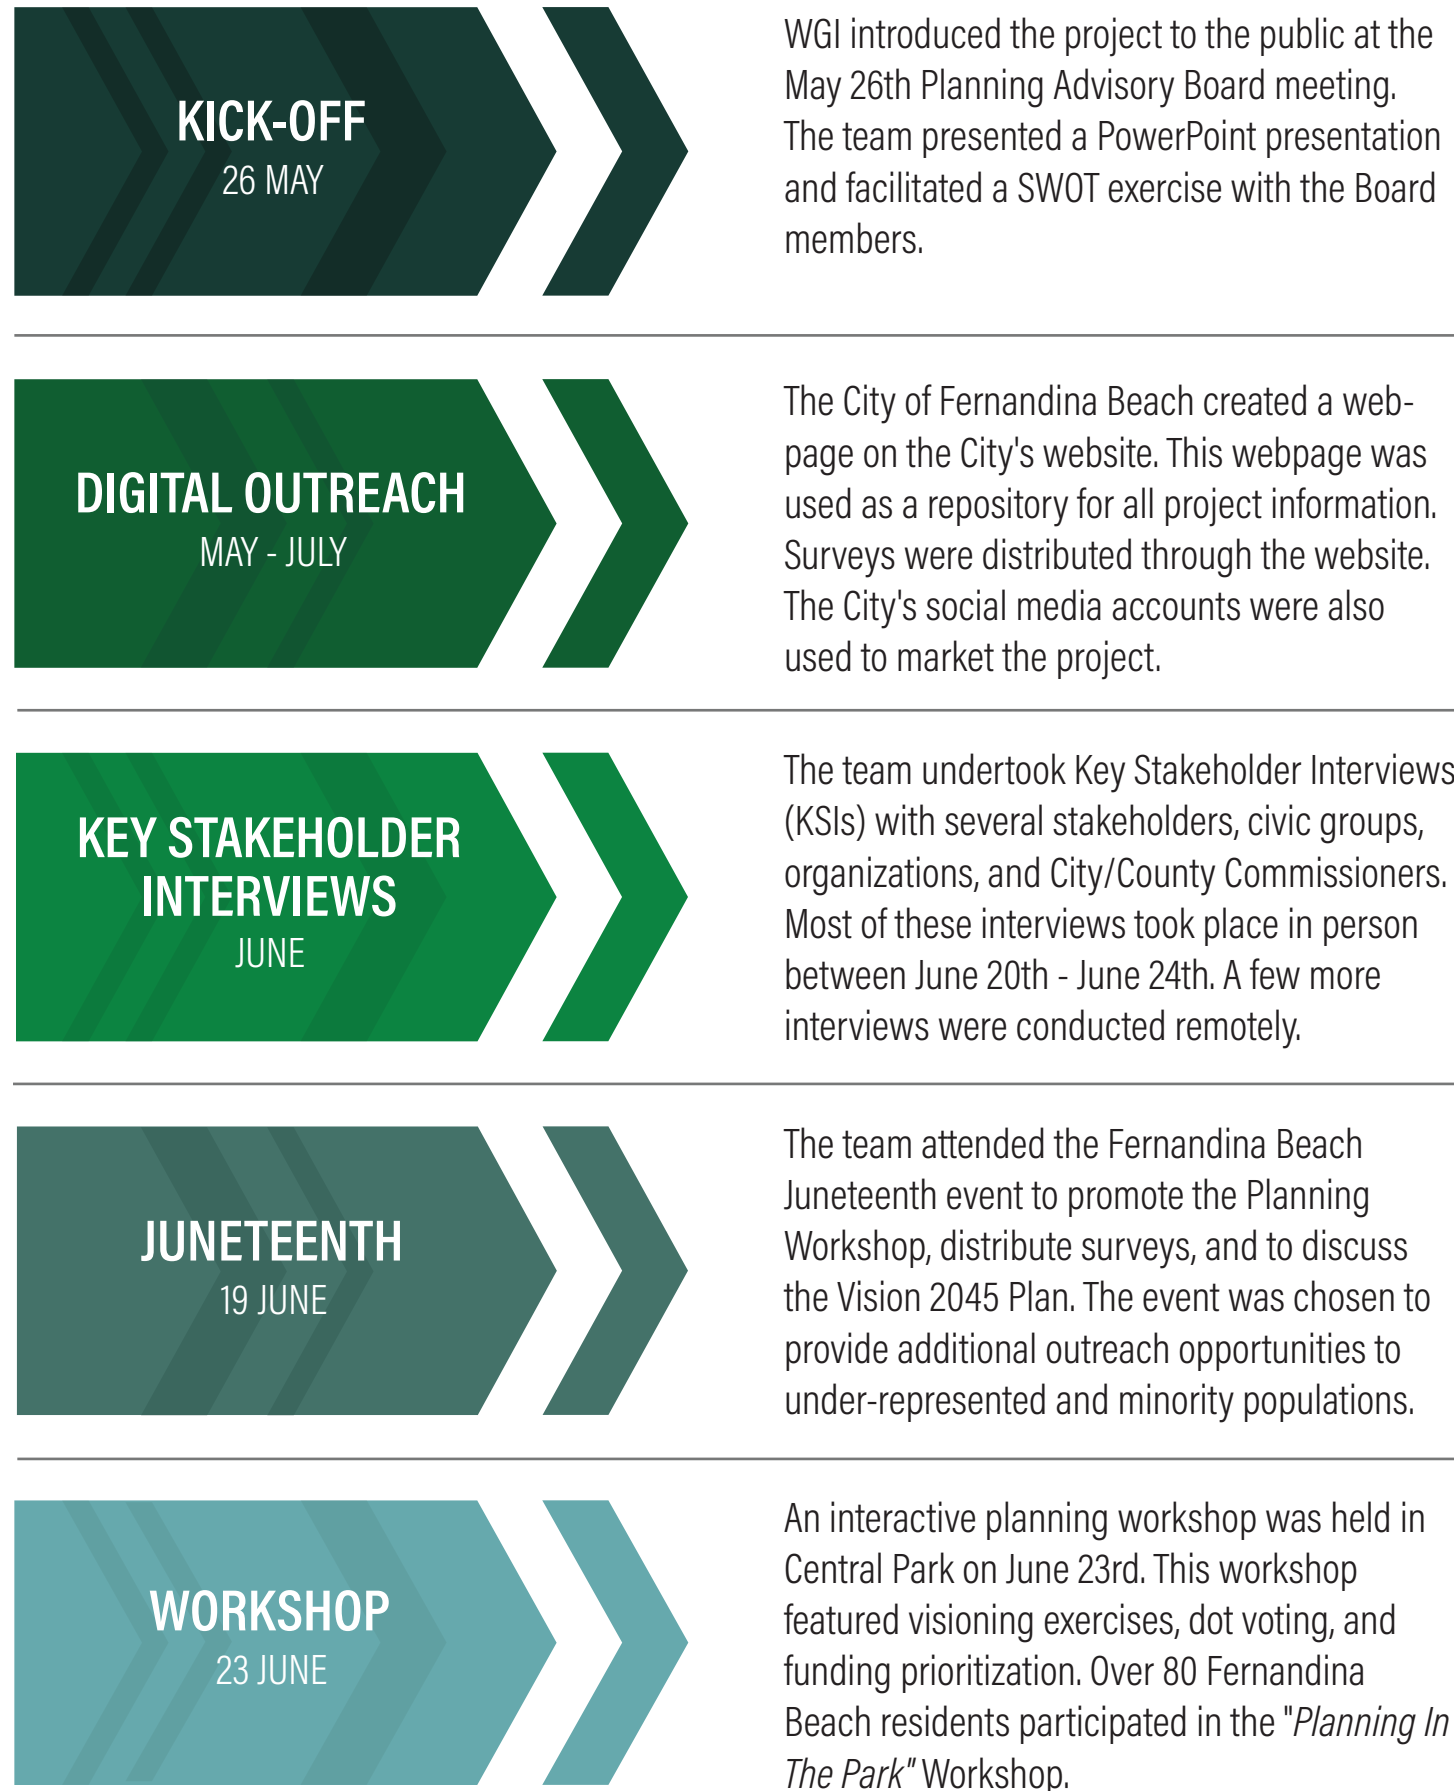 KICK-OFF
26 MAY
WGI introduced the project to the public at the
May 26th Planning Advisory Board meeting.
The team presented a PowerPoint presentation
and facilitated a SWOT exercise with the Board
members.
DIGITAL OUTREACH
MAY - JULY
The City of Fernandina Beach created a web-
page on the City's website. This webpage was
used as a repository for all project information.
Surveys were distributed through the website.
The City's social media accounts were also
used to market the project.
KEY STAKEHOLDER
INTERVIEWS
JUNE
The team undertook Key Stakeholder Interviews
(KSIs) with several stakeholders, civic groups,
organizations, and City/County Commissioners.
Most of these interviews took place in person
between June 20th - June 24th. A few more
interviews were conducted remotely.
JUNETEENTH
19 JUNE
The team attended the Fernandina Beach
Juneteenth event to promote the Planning
Workshop, distribute surveys, and to discuss
the Vision 2045 Plan. The event was chosen to
provide additional outreach opportunities to
under-represented and minority populations.
WORKSHOP
23 JUNE
An interactive planning workshop was held in
Central Park on June 23rd. This workshop
featured visioning exercises, dot voting, and
funding prioritization. Over 80 Fernandina
Beach residents participated in the "Planning In
The Park" Workshop.